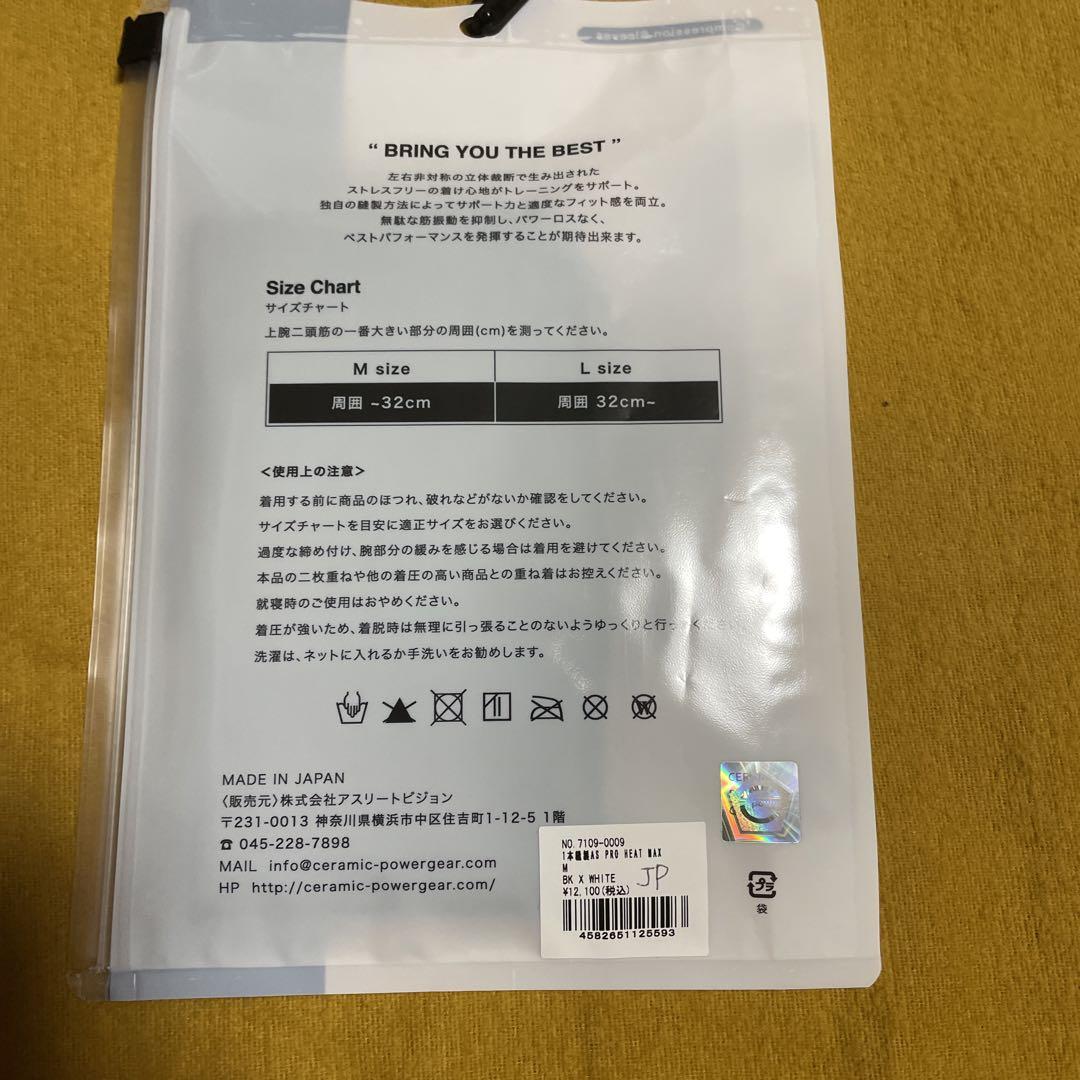 Compression Sleeves
“ BRING YOU THE BEST ”
左右非対称の立体裁断で生み出された
ストレスフリーの着け心地がトレーニングをサポート。
独自の縫製方法によってサポート力と適度なフィット感を両立。
無駄な筋振動を抑制し、パワーロスなく、
ベストパフォーマンスを発揮することが期待出来ます。
Size Chart
サイズチャート
上腕二頭筋の一番大きい部分の周囲(cm)を測ってください。
M size L size
周囲 ~32cm 周囲 32cm~
<使用上の注意>
着用する前に商品のほつれ、破れなどがないか確認をしてください。
サイズチャートを目安に適正サイズをお選びください。
過度な締め付け、腕部分の緩みを感じる場合は着用を避けてください。
本品の二枚重ねや他の着圧の高い商品との重ね着はお控えください。
就寝時のご使用はおやめください。
着圧が強いため、着脱時は無理に引っ張ることのないようゆっくりと行ってください
洗濯は、ネットに入れるか手洗いをお勧めします。
W
MADE IN JAPAN
〈販売元〉株式会社アスリートビジョン
〒231-0013 神奈川県横浜市中区住吉町1-12-5 1階
☎ 045-228-7898
MAIL info@ceramic-powergear.com
HP http://ceramic-powergear.com/
NO.7109-0009
AS PRO HEAT MAX
M
BK X WHITE
¥12,100(税込)
JP
4582651125593
プラ
袋